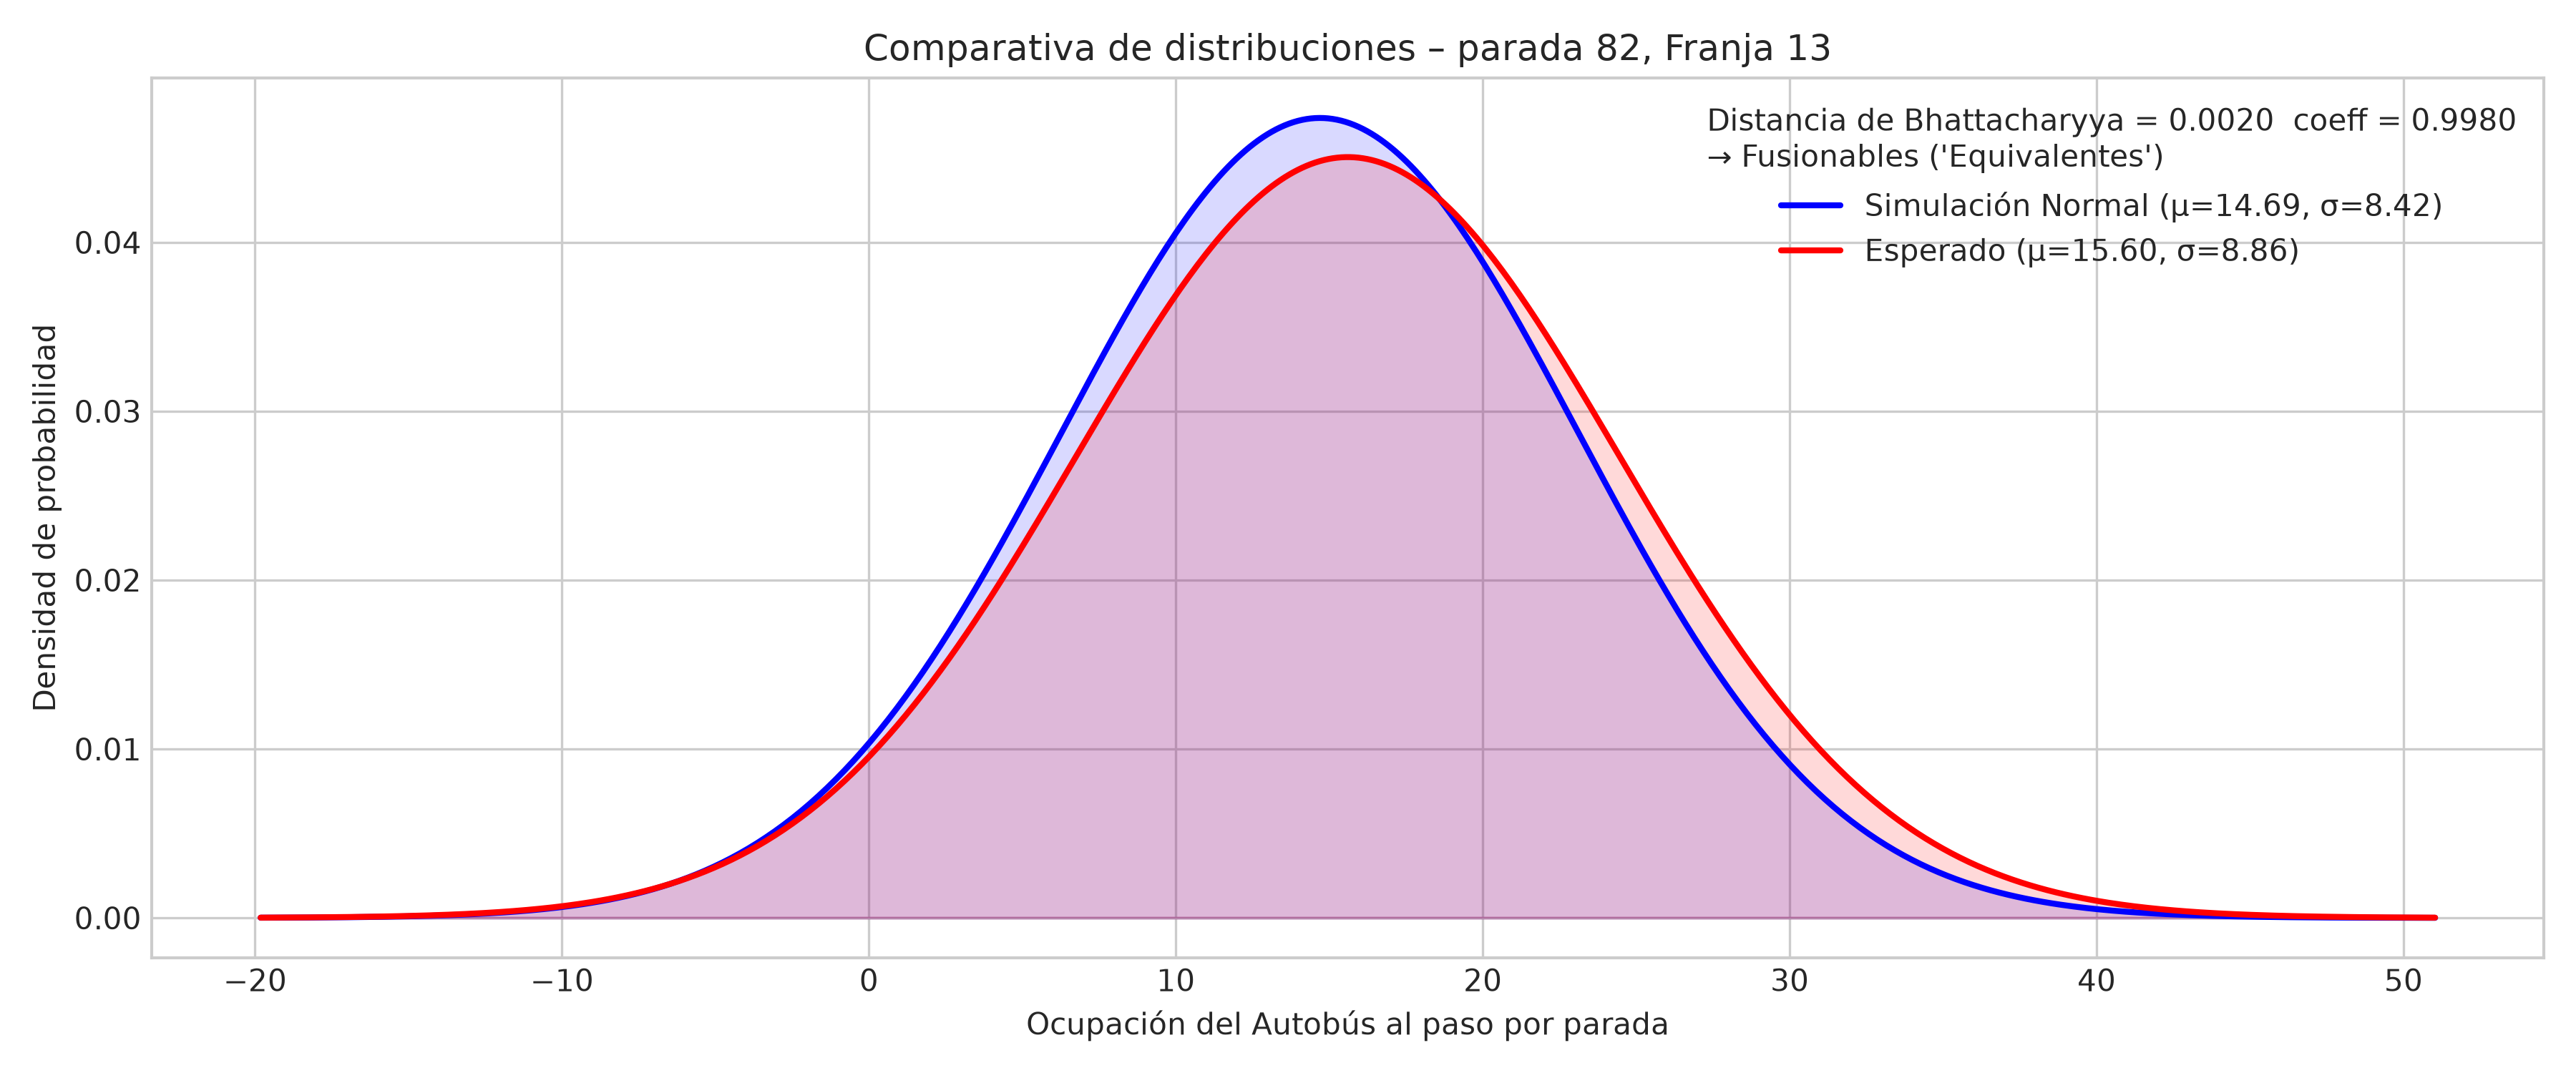 Comparativa de distribuciones – parada 82, Franja 13
Distancia de Bhattacharyya = 0.0020  coeff = 0.9980
→ Fusionables ('Equivalentes')
Simulación Normal (μ=14.69, σ=8.42)
Esperado (μ=15.60, σ=8.86)
Densidad de probabilidad
0.04
0.03
0.02
0.01
0.00
−20 −10 0 10 20 30 40 50
Ocupación del Autobús al paso por parada